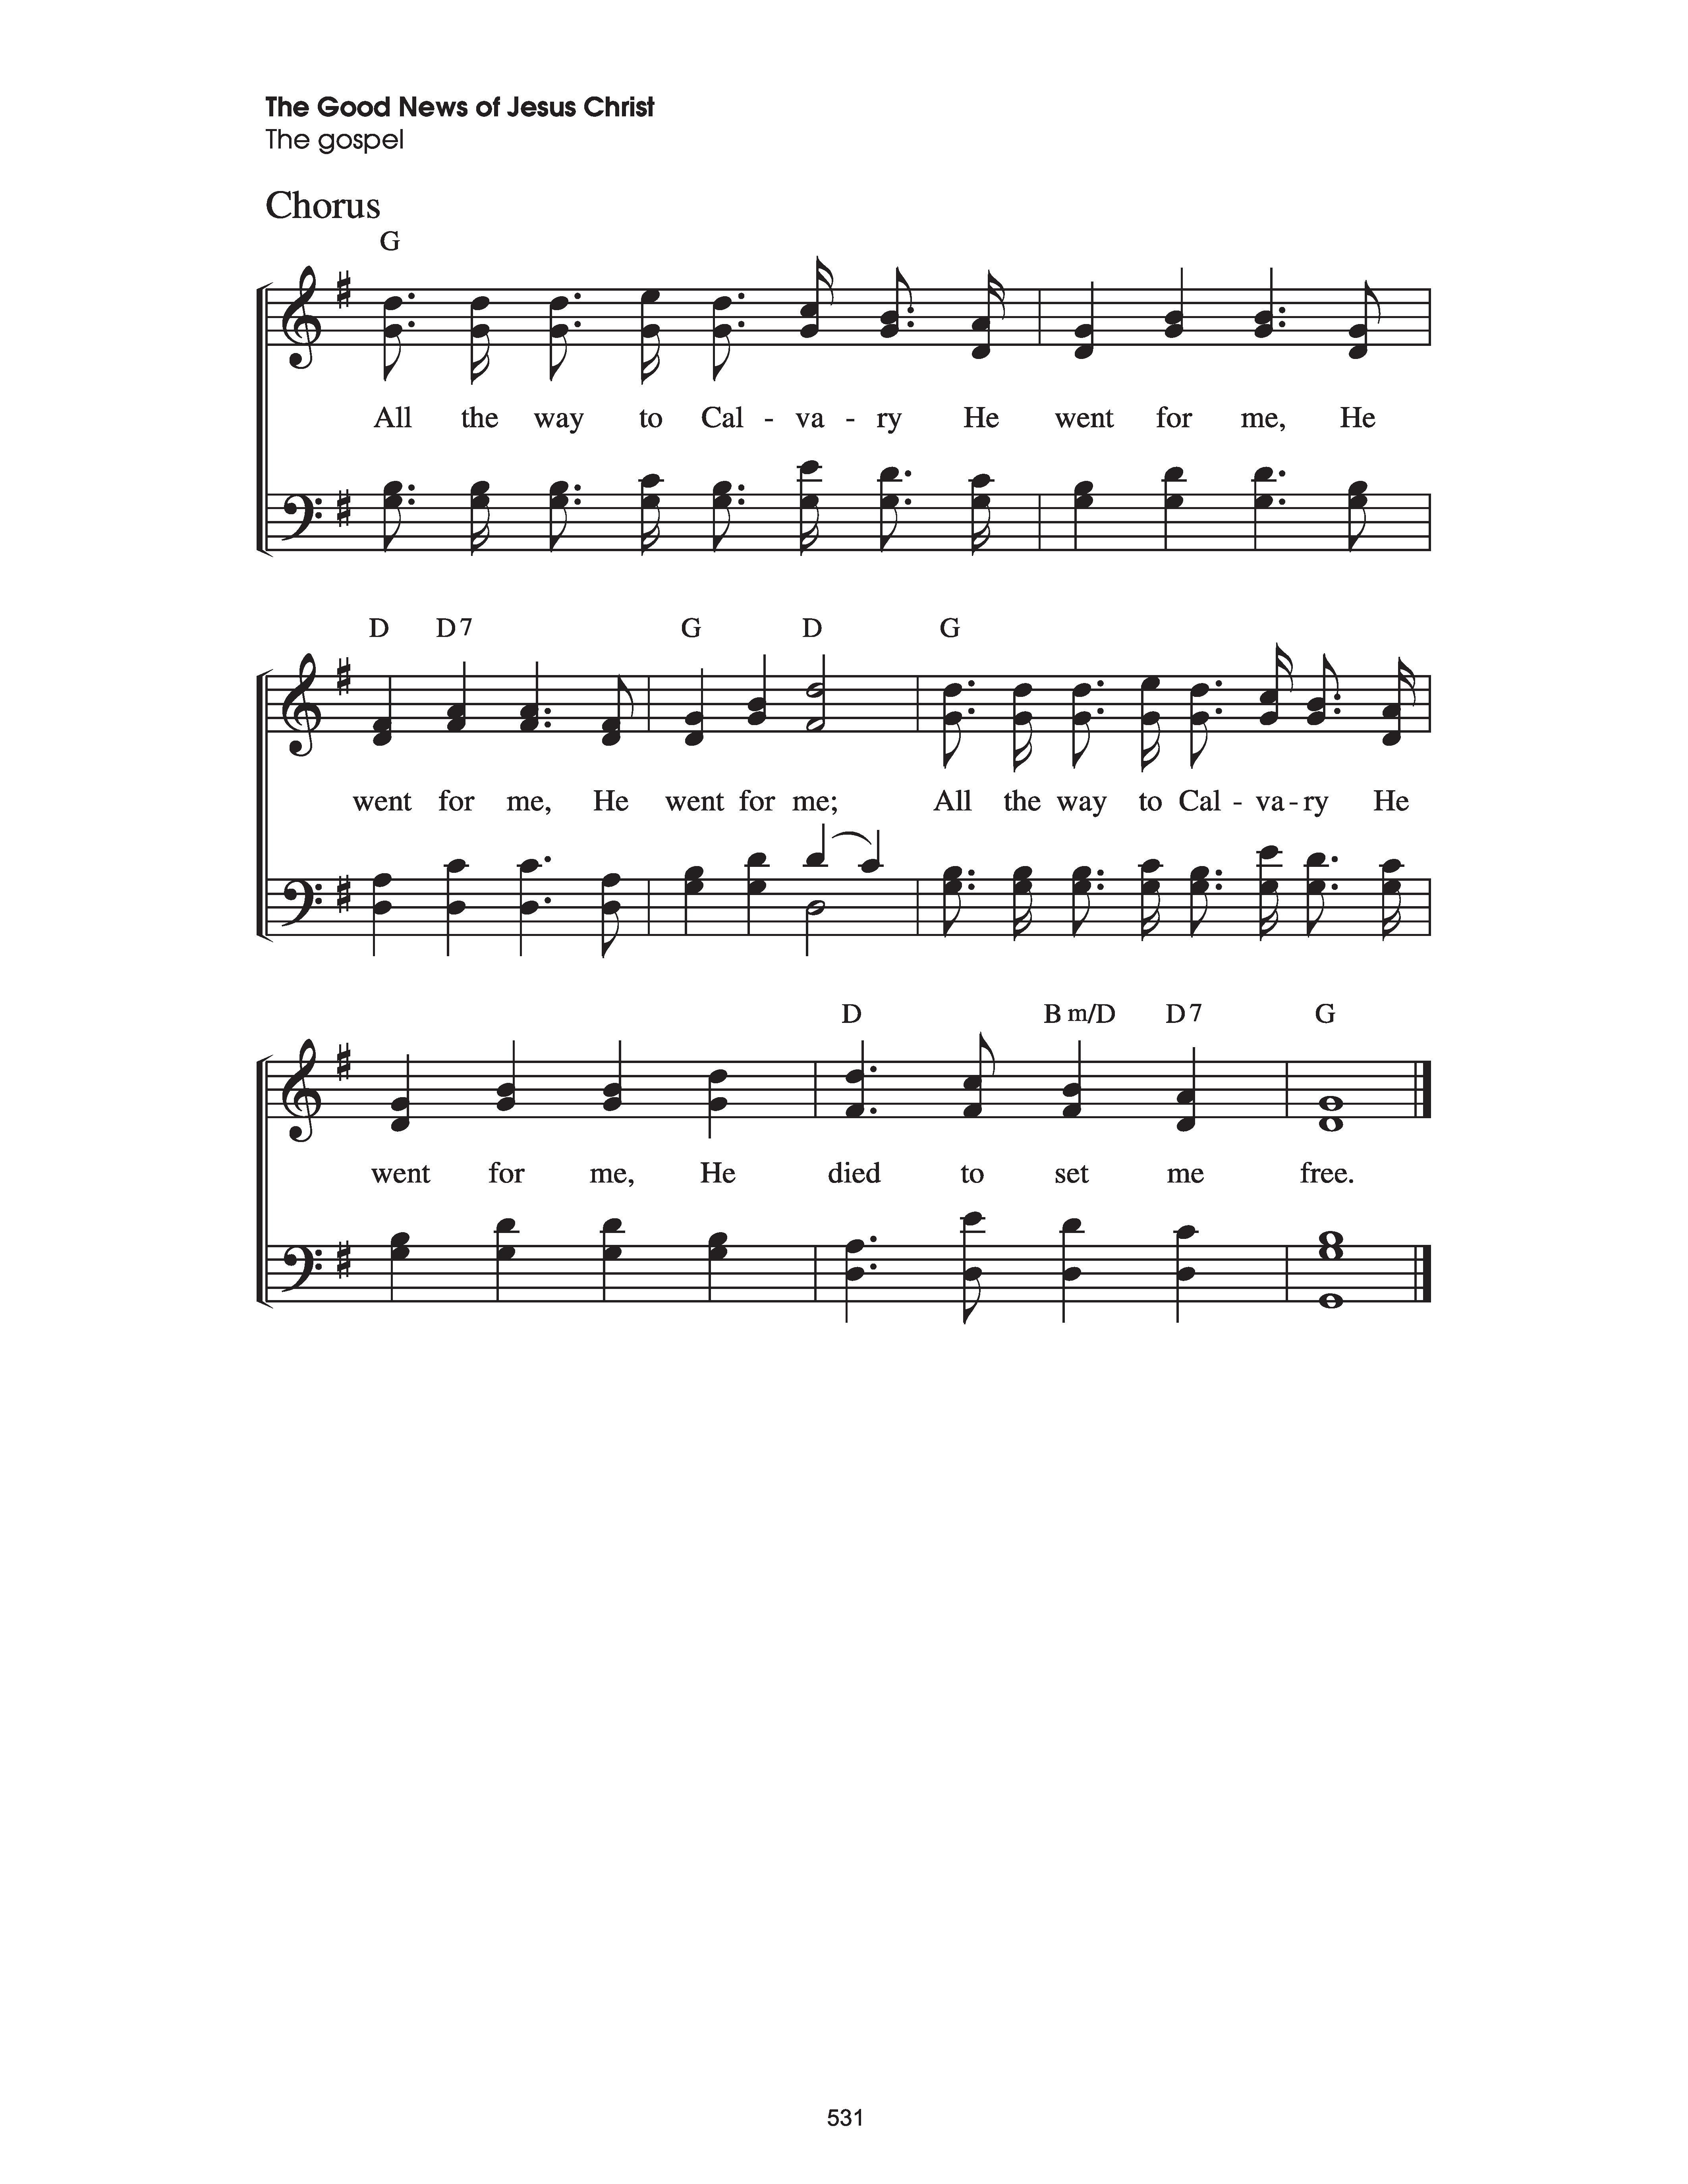 The Good News of Jesus Christ
The gospel
Chorus
G
All the way to Cal - va - ry He went for me, He
D D7 G D G
went for me, He went for me; All the way to Cal - va - ry He
D Bm/D D7 G
went for me, He died to set me free.
531